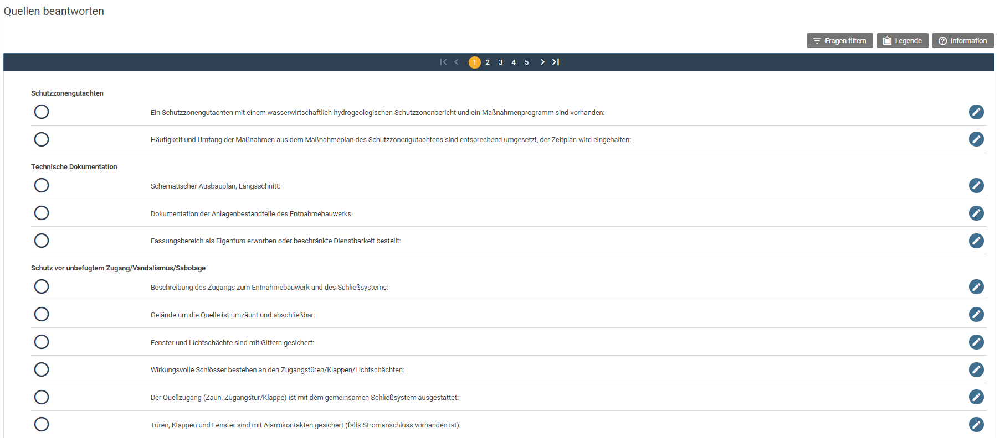 Quellen beantworten
Fragen filtern Legende Information
1 2 3 4 5
Schutzzonengutachten
Ein Schutzzonengutachten mit einem wasserwirtschaftlich-hydrogeologischen Schutzzonenbericht und ein Maßnahmenprogramm sind vorhanden:
Häufigkeit und Umfang der Maßnahmen aus dem Maßnahmeplan des Schutzzonengutachtens sind entsprechend umgesetzt, der Zeitplan wird eingehalten:
Technische Dokumentation
Schematischer Ausbauplan, Längsschnitt:
Dokumentation der Anlagenbestandteile des Entnahmebauwerks:
Fassungsbereich als Eigentum erworben oder beschränkte Dienstbarkeit bestellt:
Schutz vor unbefugtem Zugang/Vandalismus/Sabotage
Beschreibung des Zugangs zum Entnahmebauwerk und des Schließsystems:
Gelände um die Quelle ist umzäunt und abschließbar:
Fenster und Lichtschächte sind mit Gittern gesichert:
Wirkungsvolle Schlösser bestehen an den Zugangstüren/Klappen/Lichtschächten:
Der Quellzugang (Zaun, Zugangstür/Klappe) ist mit dem gemeinsamen Schließsystem ausgestattet:
Türen, Klappen und Fenster sind mit Alarmkontakten gesichert (falls Stromanschluss vorhanden ist):